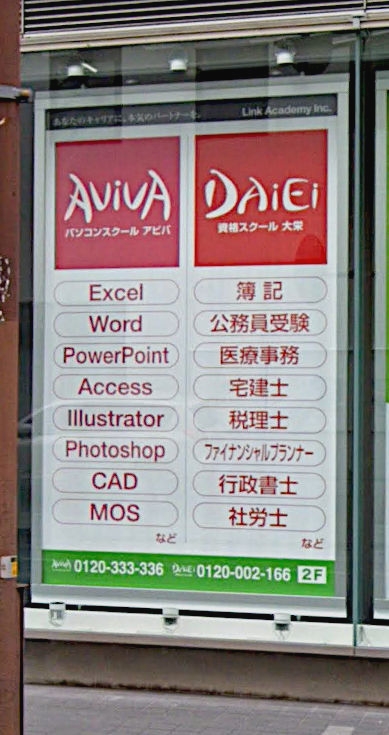 あなたのキャリアに、本気のパートナーを。
Link Academy Inc.
AViVA
パソコンスクール アビバ
DAiEi
資格スクール 大栄
Excel
Word
PowerPoint
Access
Illustrator
Photoshop
CAD
MOS
など
簿記
公務員受験
医療事務
宅建士
税理士
ファイナンシャルプランナー
行政書士
社労士
など
AViVA 0120-333-336
DAiEi 0120-002-166
2F